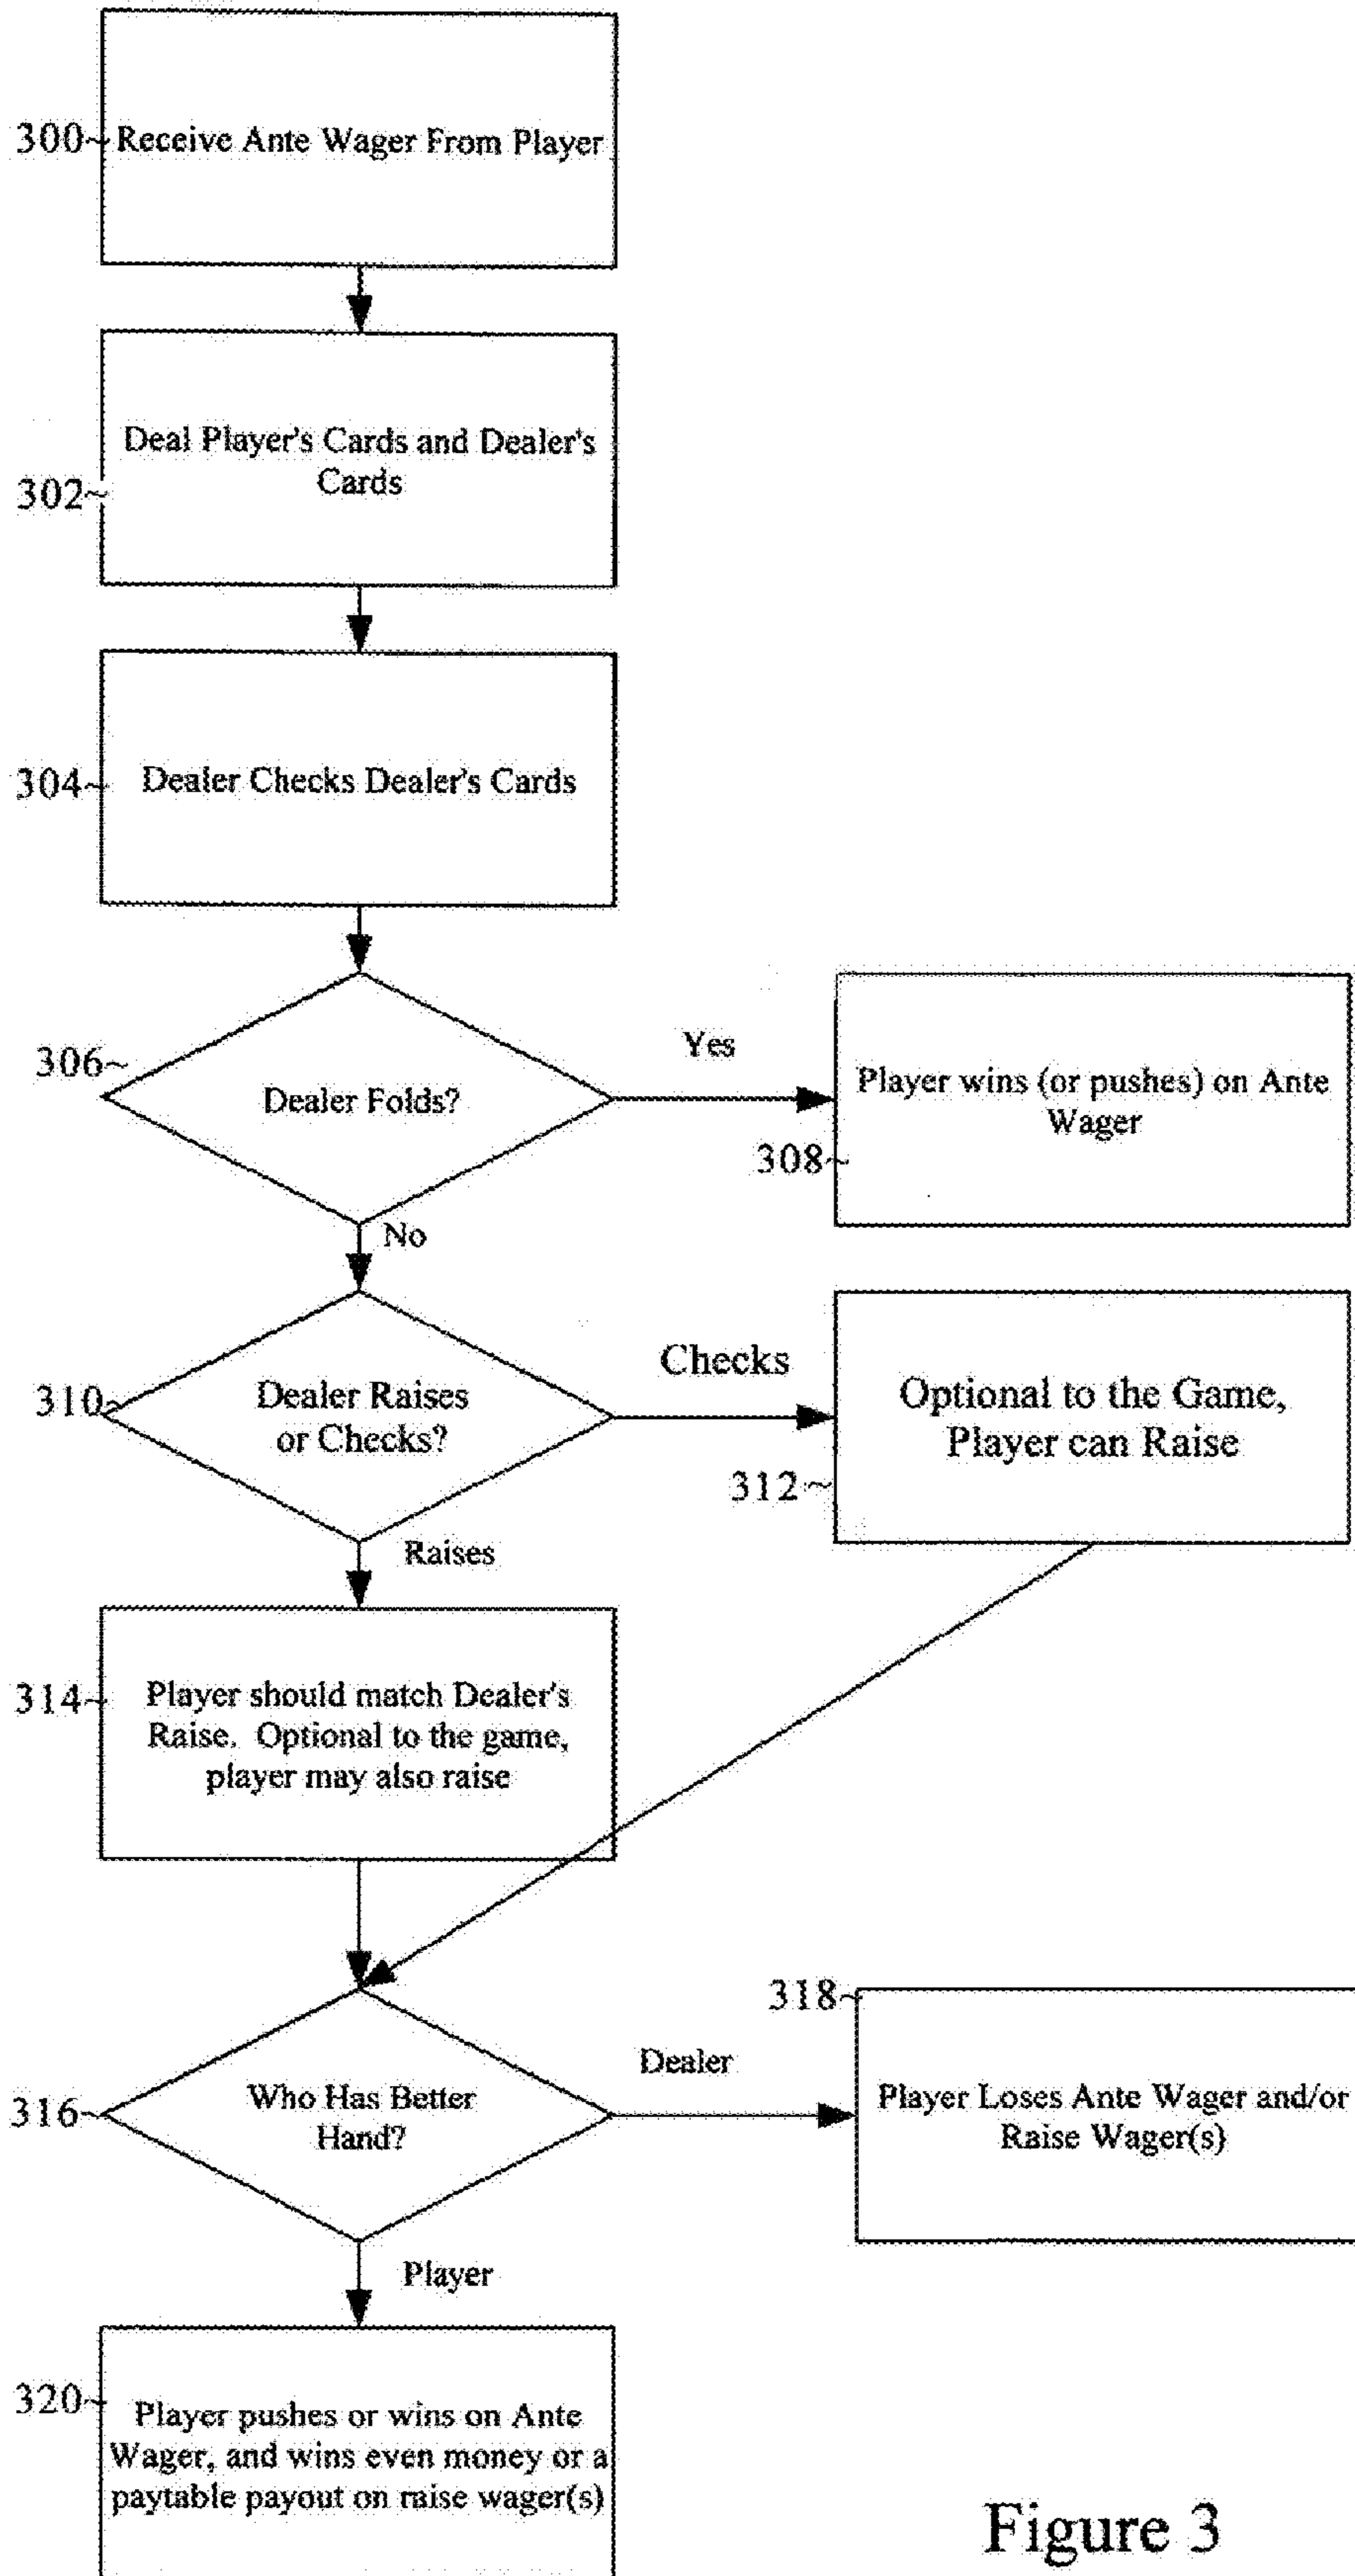 300
Receive Ante Wager From Player
302
Deal Player's Cards and Dealer's
Cards
304
Dealer Checks Dealer's Cards
306
Dealer Folds?
Yes
308
Player wins (or pushes) on Ante
Wager
No
310
Dealer Raises
or Checks?
Checks
312
Optional to the Game,
Player can Raise
Raises
314
Player should match Dealer's
Raise. Optional to the game,
player may also raise
316
Who Has Better
Hand?
Dealer
318
Player Loses Ante Wager and/or
Raise Wager(s)
Player
320
Player pushes or wins on Ante
Wager, and wins even money or a
paytable payout on raise wager(s)
Figure 3